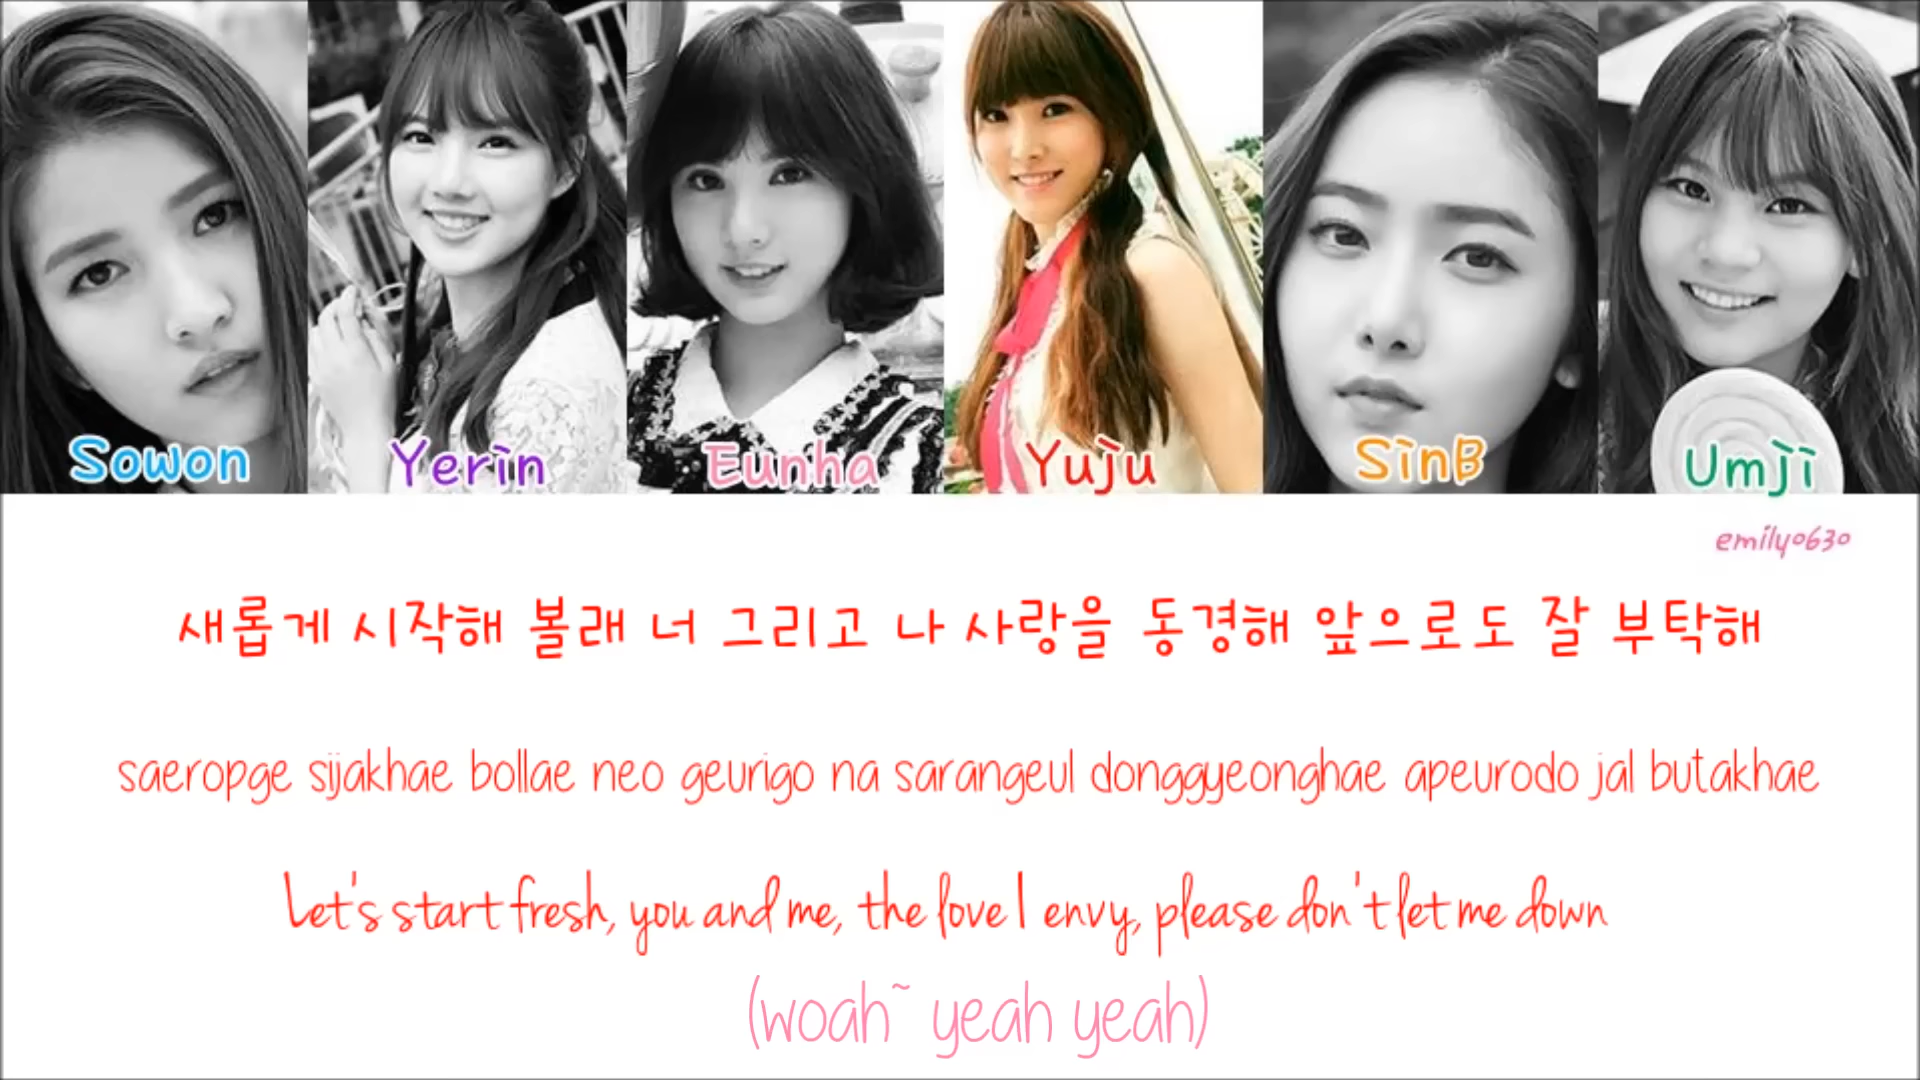 Sowon Yerin Eunha Yuju SinB Umji
emily0630
새롭게 시작해 볼래 너 그리고 나 사랑을 동경해 앞으로도 잘 부탁해
saeropge sijakhae bollae neo geurigo na sarangeul donggyeonghae apeurodo jal butakhae
Let's start fresh, you and me, the love I envy, please don't let me down
(woah~ yeah yeah)